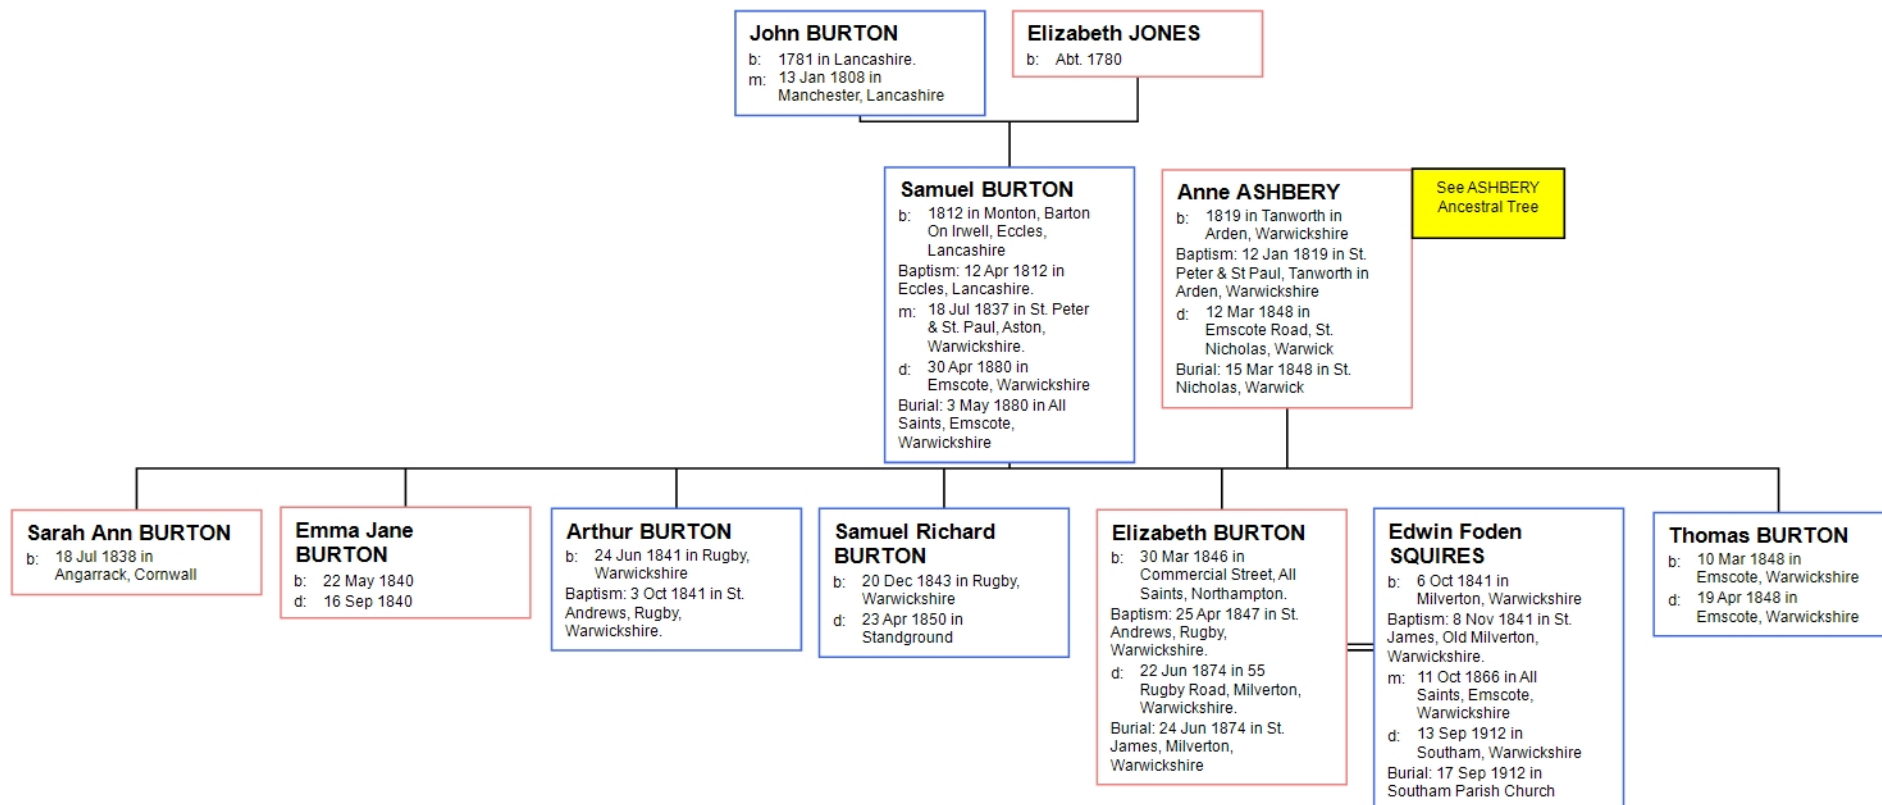 John BURTON
b: 1781 in Lancashire.
m: 13 Jan 1808 in
Manchester, Lancashire
Elizabeth JONES
b: Abt. 1780
Samuel BURTON
b: 1812 in Monton, Barton
On Irwell, Eccles,
Lancashire
Baptism: 12 Apr 1812 in
Eccles, Lancashire.
m: 18 Jul 1837 in St. Peter
& St. Paul, Aston,
Warwickshire.
d: 30 Apr 1880 in
Emscote, Warwickshire
Burial: 3 May 1880 in All
Saints, Emscote,
Warwickshire
Anne ASHBERY
b: 1819 in Tanworth in
Arden, Warwickshire
Baptism: 12 Jan 1819 in St.
Peter & St Paul, Tanworth in
Arden, Warwickshire
d: 12 Mar 1848 in
Emscote Road, St.
Nicholas, Warwick
Burial: 15 Mar 1848 in St.
Nicholas, Warwick
See ASHBERY
Ancestral Tree
Sarah Ann BURTON
b: 18 Jul 1838 in
Angarrack, Cornwall
Emma Jane
BURTON
b: 22 May 1840
d: 16 Sep 1840
Arthur BURTON
b: 24 Jun 1841 in Rugby,
Warwickshire
Baptism: 3 Oct 1841 in St.
Andrews, Rugby,
Warwickshire.
Samuel Richard
BURTON
b: 20 Dec 1843 in Rugby,
Warwickshire
d: 23 Apr 1850 in
Standground
Elizabeth BURTON
b: 30 Mar 1846 in
Commercial Street, All
Saints, Northampton.
Baptism: 25 Apr 1847 in St.
Andrews, Rugby,
Warwickshire.
d: 22 Jun 1874 in 55
Rugby Road, Milverton,
Warwickshire.
Burial: 24 Jun 1874 in St.
James, Milverton,
Warwickshire
Edwin Foden
SQUIRES
b: 6 Oct 1841 in
Milverton, Warwickshire
Baptism: 8 Nov 1841 in St.
James, Old Milverton,
Warwickshire.
m: 11 Oct 1866 in All
Saints, Emscote,
Warwickshire
d: 13 Sep 1912 in
Southam, Warwickshire
Burial: 17 Sep 1912 in
Southam Parish Church
Thomas BURTON
b: 10 Mar 1848 in
Emscote, Warwickshire
d: 19 Apr 1848 in
Emscote, Warwickshire